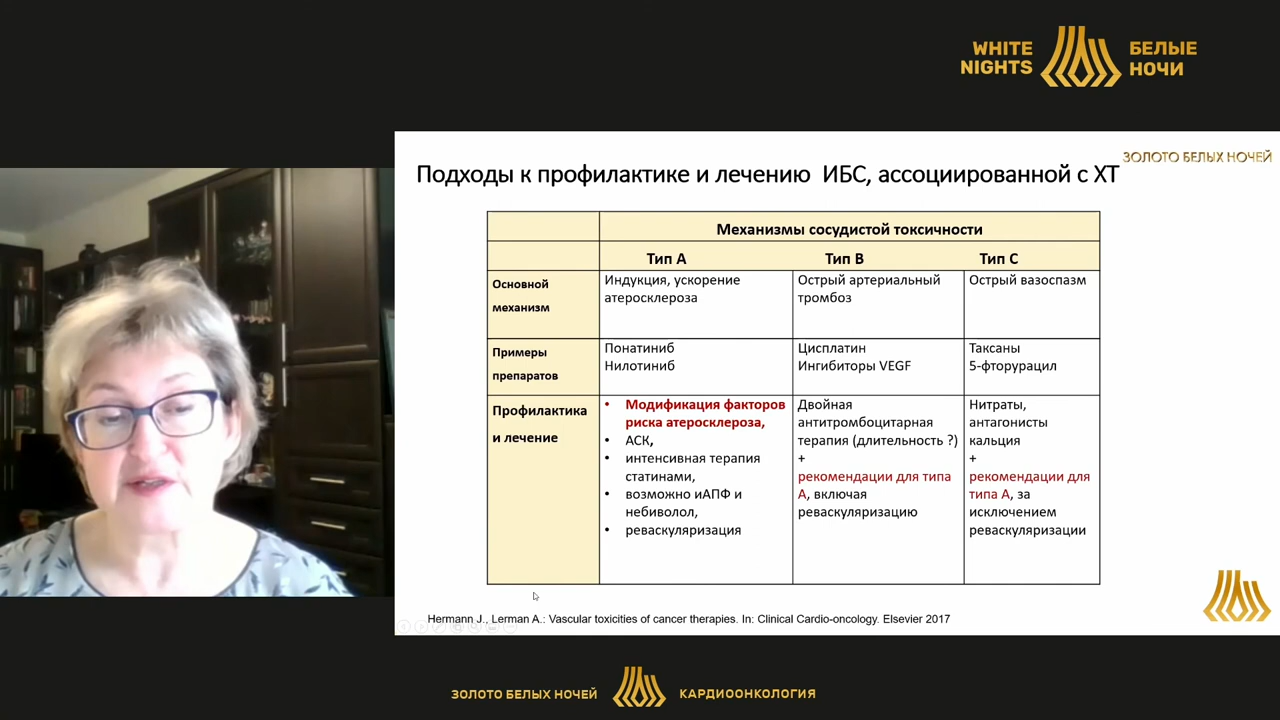 WHITE
NIGHTS
БЕЛЫЕ
НОЧИ
ЗОЛОТО БЕЛЫХ НОЧЕЙ
Подходы к профилактике и лечению ИБС, ассоциированной с ХТ
Механизмы сосудистой токсичности
Тип А
Тип В
Тип С
Основной
механизм
Индукция, ускорение
атеросклероза
Острый артериальный
тромбоз
Острый вазоспазм
Примеры
препаратов
Понатиниб
Нилотиниб
Цисплатин
Ингибиторы VEGF
Таксаны
5-фторурацил
Профилактика
и лечение
• Модификация факторов
риска атеросклероза,
• АСК,
• интенсивная терапия
статинами,
• возможно иАПФ и
небиволол,
• реваскуляризация
Двойная
антитромбоцитарная
терапия (длительность ?)
+
рекомендации для типа
А, включая
реваскуляризацию
Нитраты,
антагонисты
кальция
+
рекомендации для
типа А, за
исключением
реваскуляризации
Hermann J., Lerman A.: Vascular toxicities of cancer therapies. In: Clinical Cardio-oncology. Elsevier 2017
ЗОЛОТО БЕЛЫХ НОЧЕЙ
КАРДИООНКОЛОГИЯ